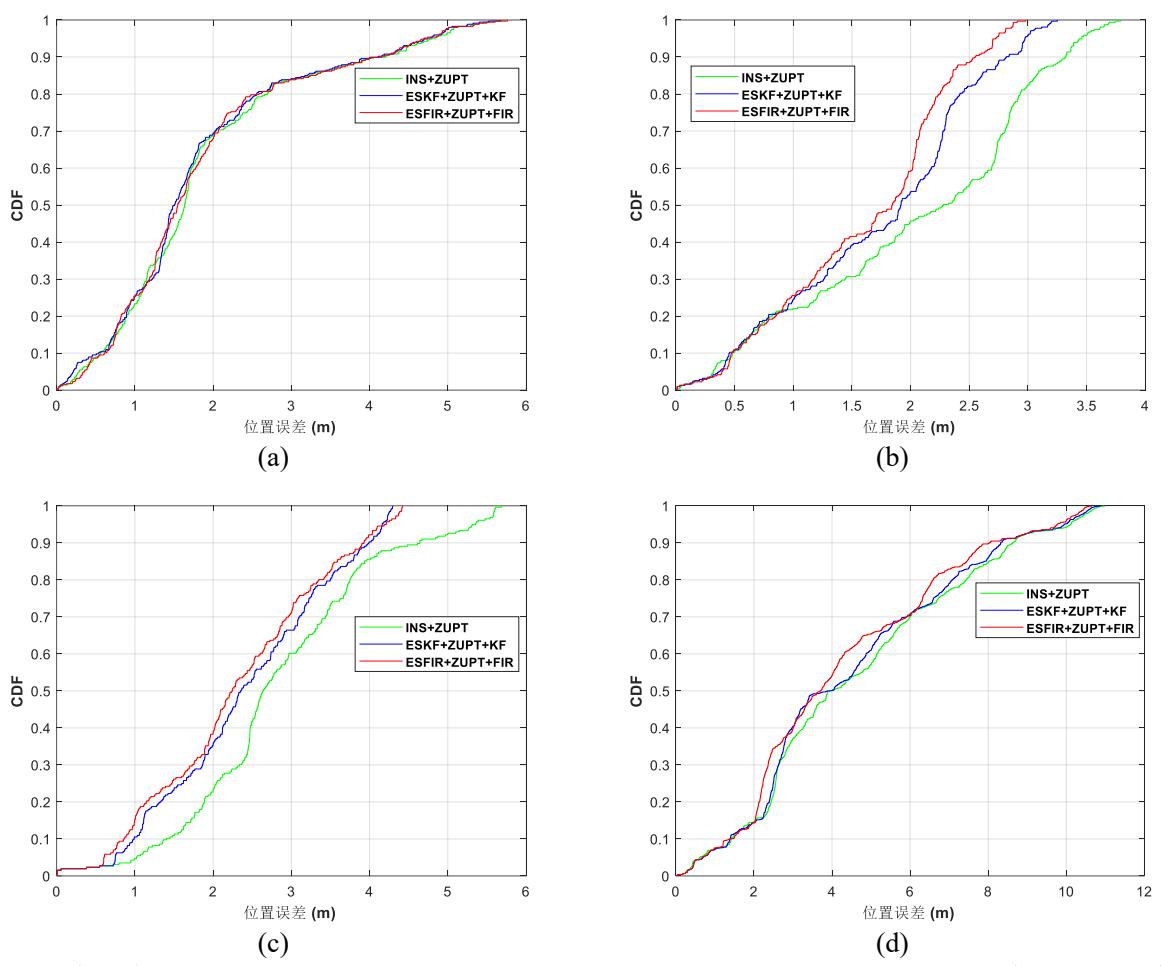 1
0.9
0.8
0.7
0.6
0.5
0.4
0.3
0.2
0.1
0
CDF
INS+ZUPT
ESKF+ZUPT+KF
ESFIR+ZUPT+FIR
0 1 2 3 4 5 6
位置误差 (m)
(a)
1
0.9
0.8
0.7
0.6
0.5
0.4
0.3
0.2
0.1
0
CDF
INS+ZUPT
ESKF+ZUPT+KF
ESFIR+ZUPT+FIR
0 0.5 1 1.5 2 2.5 3 3.5 4
位置误差 (m)
(b)
1
0.9
0.8
0.7
0.6
0.5
0.4
0.3
0.2
0.1
0
CDF
INS+ZUPT
ESKF+ZUPT+KF
ESFIR+ZUPT+FIR
0 1 2 3 4 5 6
位置误差 (m)
(c)
1
0.9
0.8
0.7
0.6
0.5
0.4
0.3
0.2
0.1
0
CDF
INS+ZUPT
ESKF+ZUPT+KF
ESFIR+ZUPT+FIR
0 2 4 6 8 10 12
位置误差 (m)
(d)